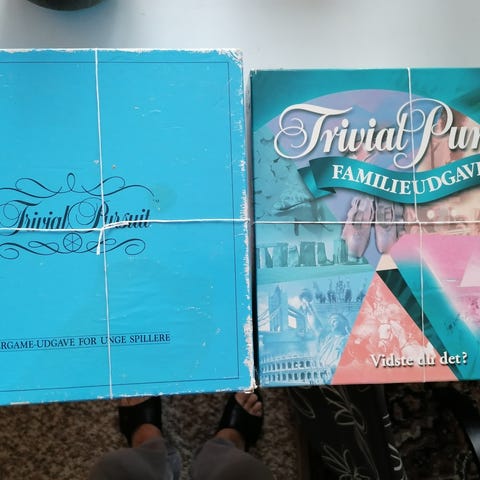 Trivial Pursuit
RGAME-UDGAVE FOR UNGE SPILLERE
Trivial Pur
FAMILIEUDGAVE
Vidste du det?